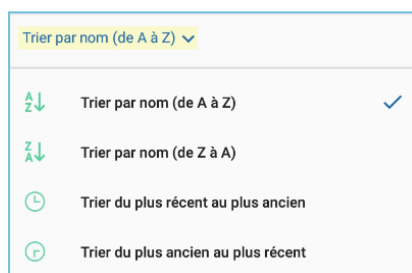 Trier par nom (de A à Z)
Trier par nom (de A à Z)
Trier par nom (de Z à A)
Trier du plus récent au plus ancien
Trier du plus ancien au plus récent